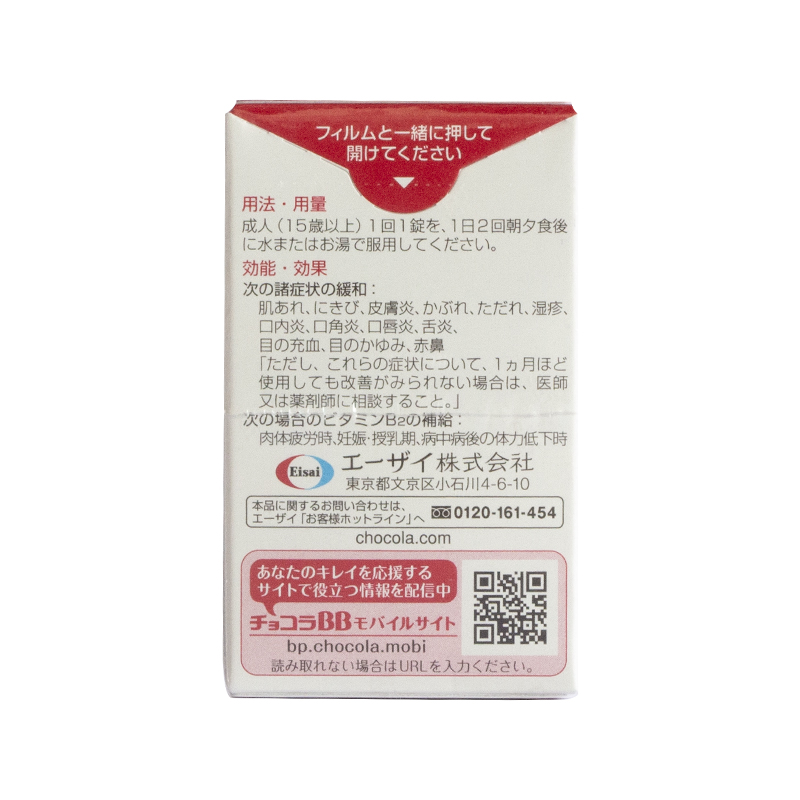 フィルムと一緒に押して
開けてください
用法・用量
成人（15歳以上）1回1錠を、1日2回朝夕食後
に水またはお湯で服用してください。
効能・効果
次の諸症状の緩和：
肌あれ、にきび、皮膚炎、かぶれ、ただれ、湿疹、
口内炎、口角炎、口唇炎、舌炎、
目の充血、目のかゆみ、赤鼻
「ただし、これらの症状について、1ヵ月ほど
使用しても改善がみられない場合は、医師
又は薬剤師に相談すること。」
次の場合のビタミンB2の補給：
肉体疲労時、妊娠・授乳期、病中病後の体力低下時
Eisai エーザイ株式会社
東京都文京区小石川4-6-10
本品に関するお問い合わせは、
エーザイ「お客様ホットライン」へ 0120-161-454
chocola.com
あなたのキレイを応援する
サイトで役立つ情報を配信中
チョコラBBモバイルサイト
bp.chocola.mobi
読み取れない場合はURLを入力ください。